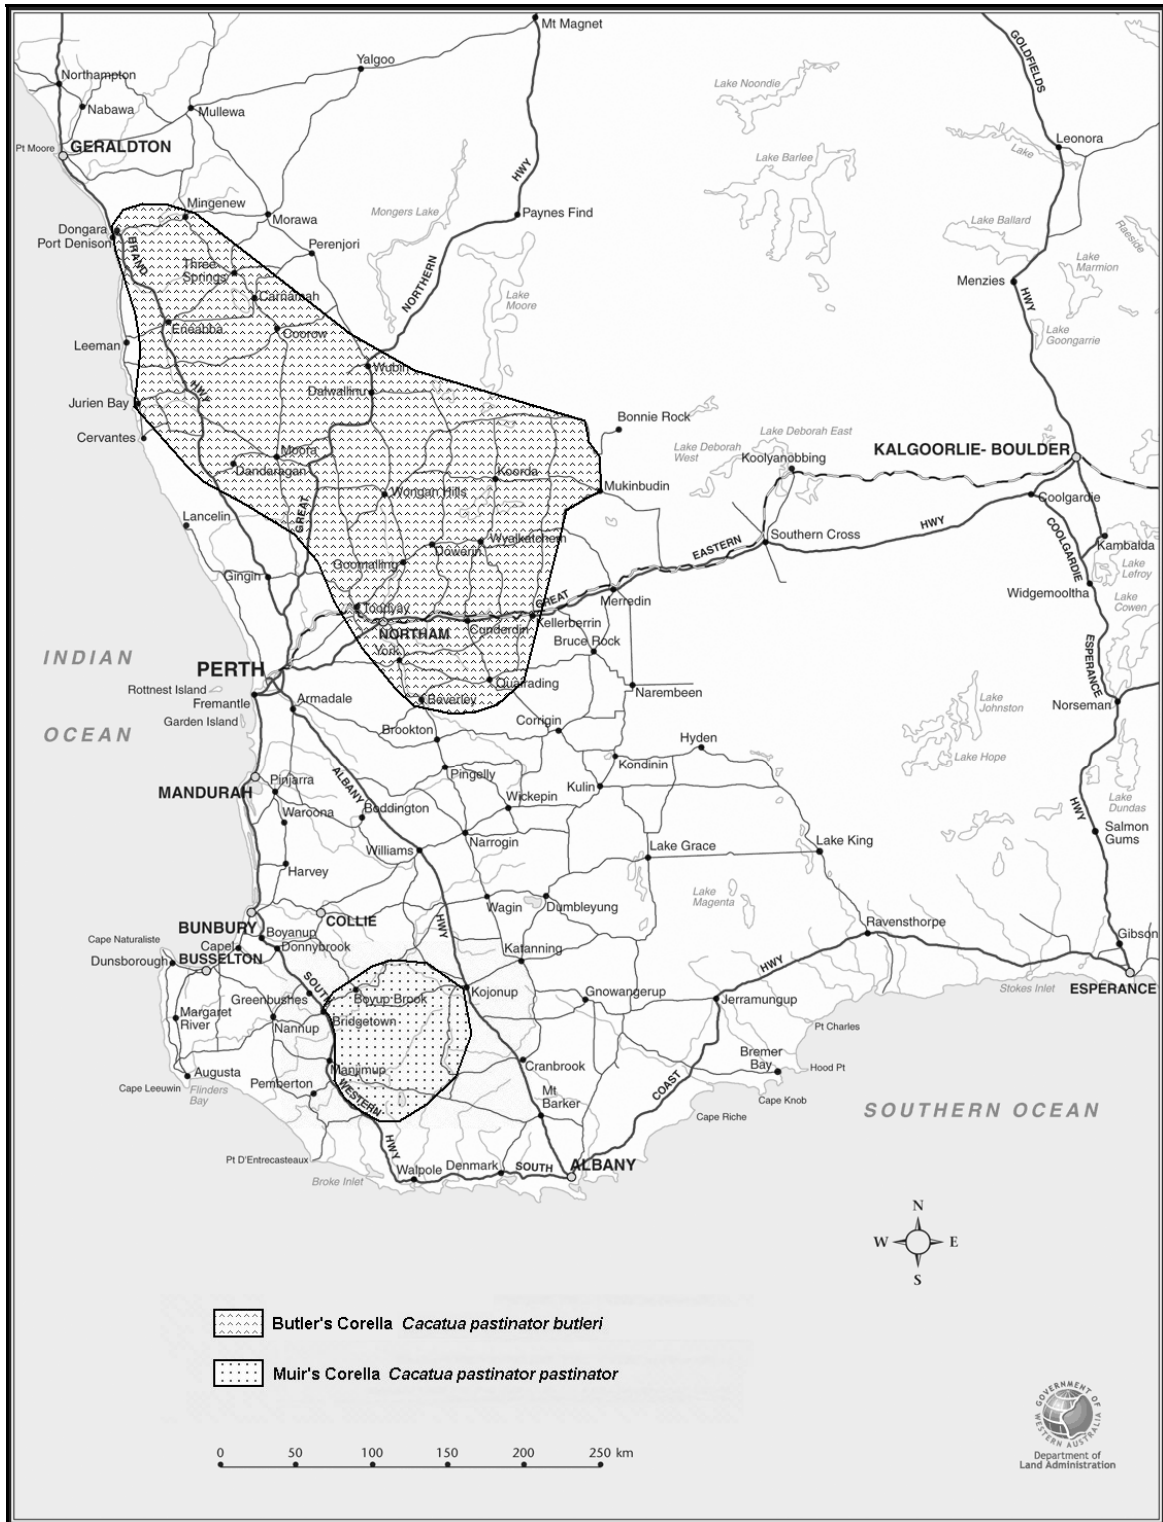 Mt Magnet
Yalgoo
Northampton
Nabawa
Mullewa
GOLDFIELDS
Lake Noondie
Leonora
Lake
Pt Moore
GERALDTON
HWY
Lake Barlee
Mingenew
Morawa
Mongers Lake
Paynes Find
Lake Ballard
Raeside
Dongara
Port Denison
BRAND
Perenjori
Three
Springs
NORTHERN
Lake
Marmion
Carnamah
Lake
Moore
Menzies
HWY
Eneabba
Coorow
Lake
Goongarrie
Leeman
Wubin
HWY
Dalwallinu
Jurien Bay
Bonnie Rock
Cervantes
Lake Deborah East
Lake Deborah
West
KALGOORLIE- BOULDER
Moora
Dandaragan
Koorda
Koolyanobbing
Wongan Hills
Mukinbudin
Coolgardie
GREAT
Lancelin
HWY
Southern Cross
EASTERN
COOLGARDIE
Kambalda
Wyalkatchem
Dowerin
Goomalling
Gingin
Lake
Lefroy
Widgemooltha
Lake
Cowen
GREAT
Merredin
Toodyay
Kellerberrin
NORTHAM
Cunderdin
Bruce Rock
York
ESPERANCE
INDIAN
PERTH
Rottnest Island
Quairading
Narembeen
Fremantle
Armadale
Beverley
Lake
Johnston
Norseman
Garden Island
OCEAN
Brookton
Corrigin
Hyden
Lake Hope
Kondinin
Pingelly
Pinjarra
MANDURAH
ALBANY
Kulin
Wickepin
HWY
Lake
Dundas
Waroona
Boddington
Salmon
Gums
Williams
Narrogin
Lake Grace
Lake King
Harvey
Lake
Magenta
Wagin
Dumbleyung
BUNBURY
COLLIE
HWY
Ravensthorpe
Boyanup
Cape Naturaliste
Capel
Donnybrook
Katanning
Gibson
Dunsborough
BUSSELTON
HWY
SOUTH
Kojonup
Gnowangerup
Stokes Inlet
ESPERANCE
Greenbushes
Boyup Brook
Jerramungup
Margaret
River
Nannup
Bridgetown
Pt Charles
Bremer
Bay
Hood Pt
Augusta
Manjimup
Cranbrook
Cape Leeuwin
Flinders
Bay
Pemberton
WESTERN
Mt
Barker
COAST
Cape Knob
Cape Riche
SOUTHERN OCEAN
HWY
Pt D'Entrecasteaux
Broke Inlet
Walpole
Denmark
SOUTH
ALBANY
N
W
E
S
Butler's Corella Cacatua pastinator butleri
Muir's Corella Cacatua pastinator pastinator
GOVERNMENT OF
WESTERN AUSTRALIA
Department of
Land Administration
0 50 100 150 200 250 km